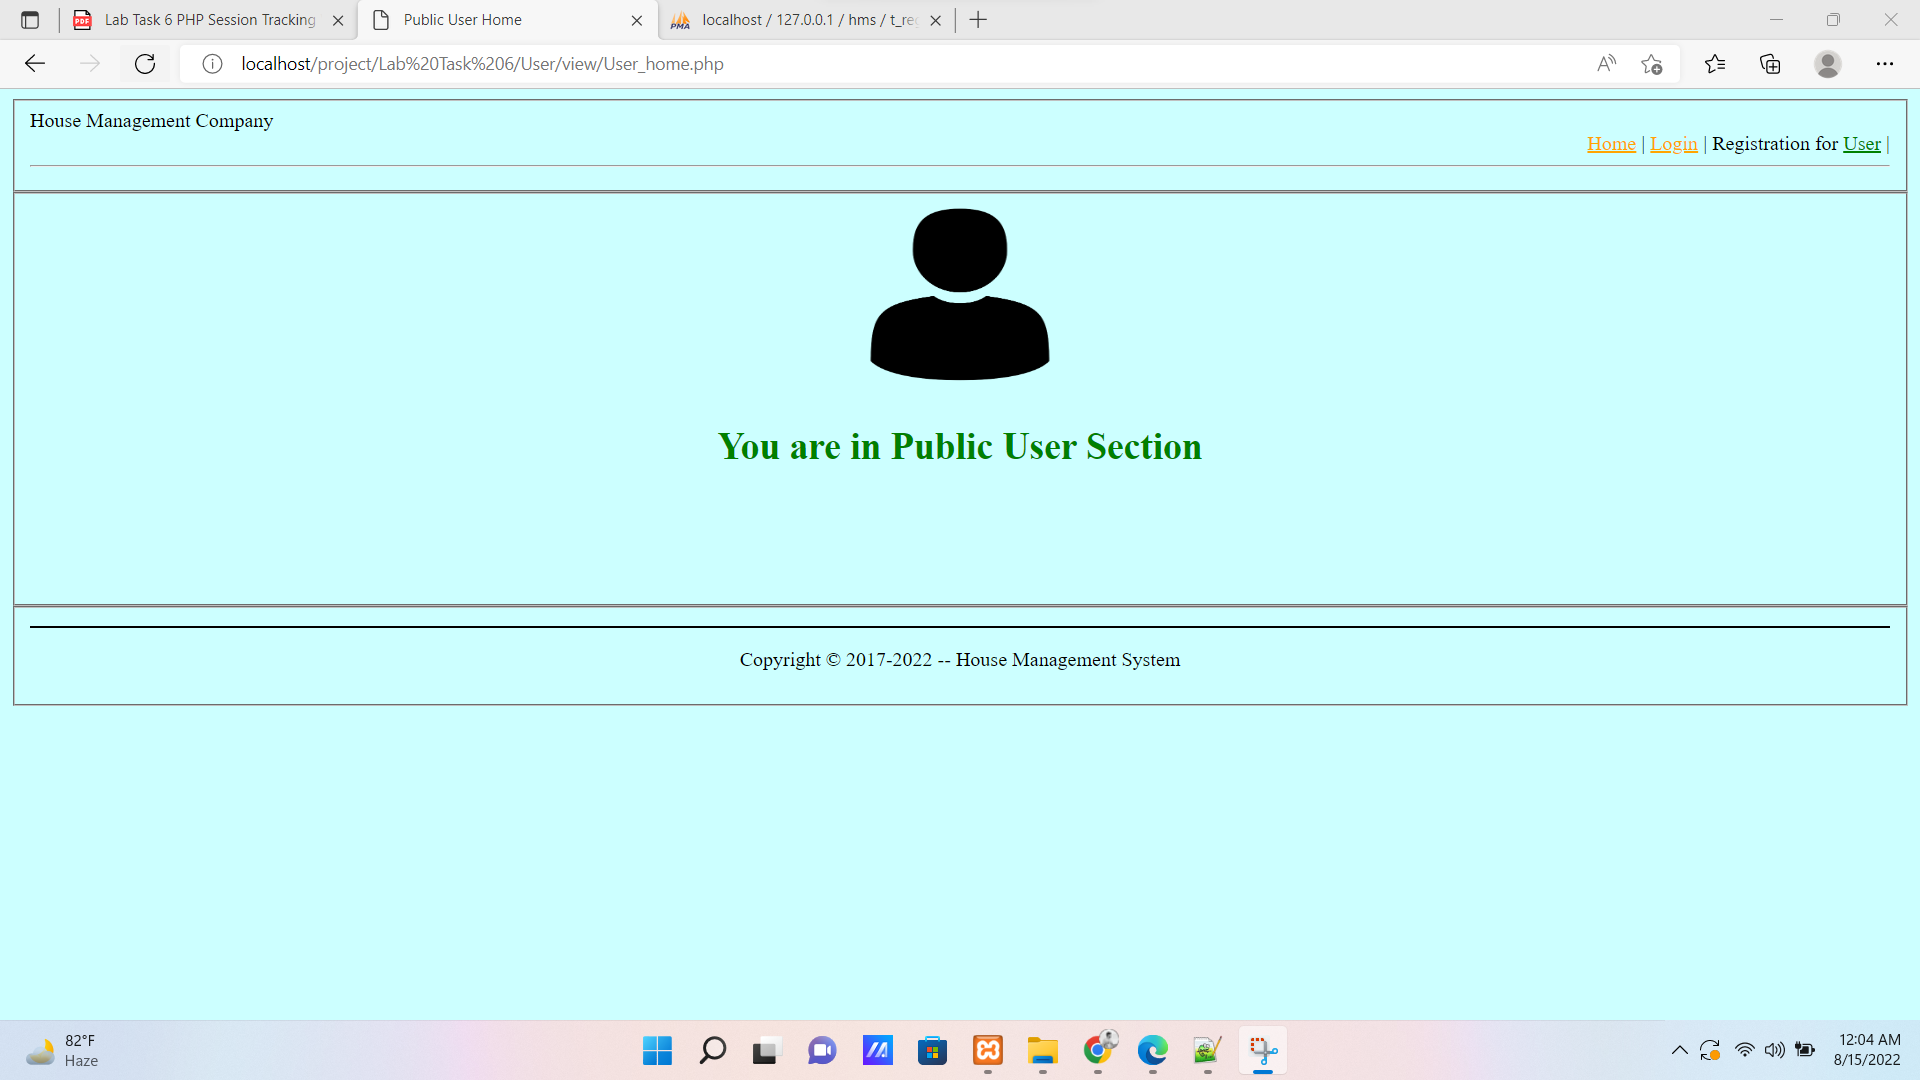 Lab Task 6 PHP Session Tracking
Public User Home
localhost / 127.0.0.1 / hms / t_reg
localhost/project/Lab%20Task%206/User/view/User_home.php
House Management Company
Home | Login | Registration for User |
You are in Public User Section
Copyright © 2017-2022 -- House Management System
82°F
Haze
12:04 AM
8/15/2022